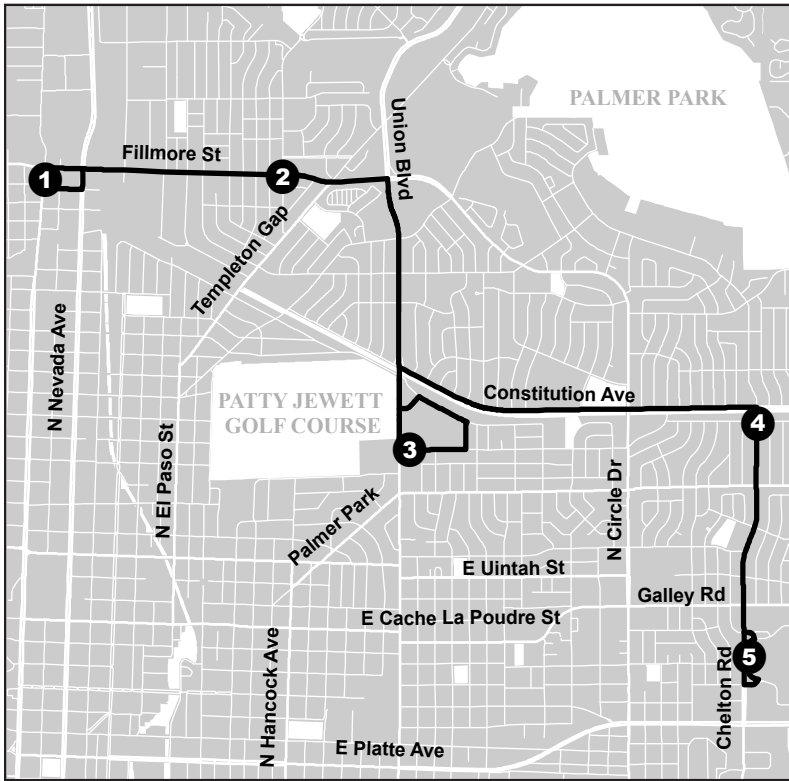 PALMER PARK
Union Blvd
Fillmore St
1
2
Templeton Gap
N Nevada Ave
PATTY JEWETT
GOLF COURSE
Constitution Ave
4
3
N El Paso St
N Circle Dr
Palmer Park
E Uintah St
Galley Rd
E Cache La Poudre St
5
Chelton Rd
N Hancock Ave
E Platte Ave